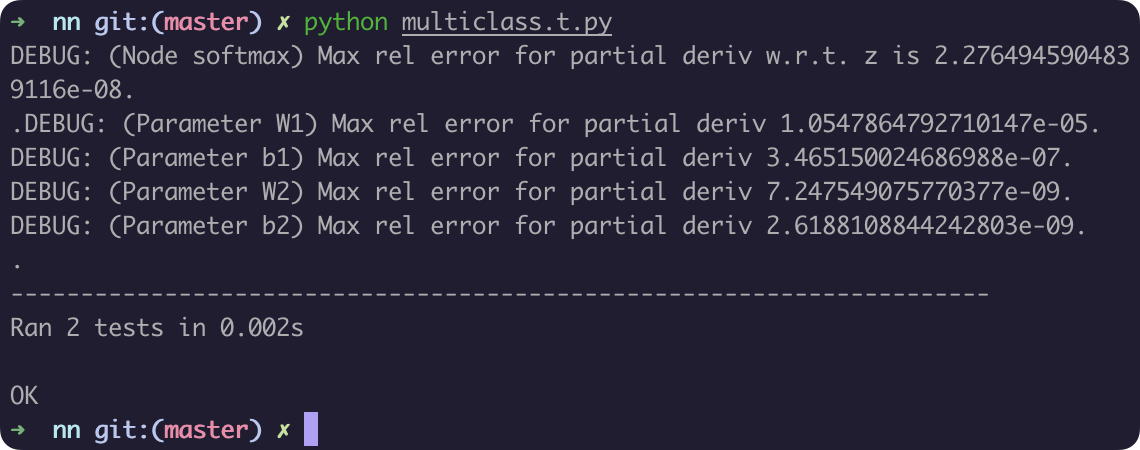 ➜  nn git:(master) ✗ python multiclass.t.py
DEBUG: (Node softmax) Max rel error for partial deriv w.r.t. z is 2.276494590483
9116e-08.
.DEBUG: (Parameter W1) Max rel error for partial deriv 1.0547864792710147e-05.
DEBUG: (Parameter b1) Max rel error for partial deriv 3.465150024686988e-07.
DEBUG: (Parameter W2) Max rel error for partial deriv 7.247549075770377e-09.
DEBUG: (Parameter b2) Max rel error for partial deriv 2.6188108844242803e-09.
.
----------------------------------------------------------------------
Ran 2 tests in 0.002s

OK
➜  nn git:(master) ✗